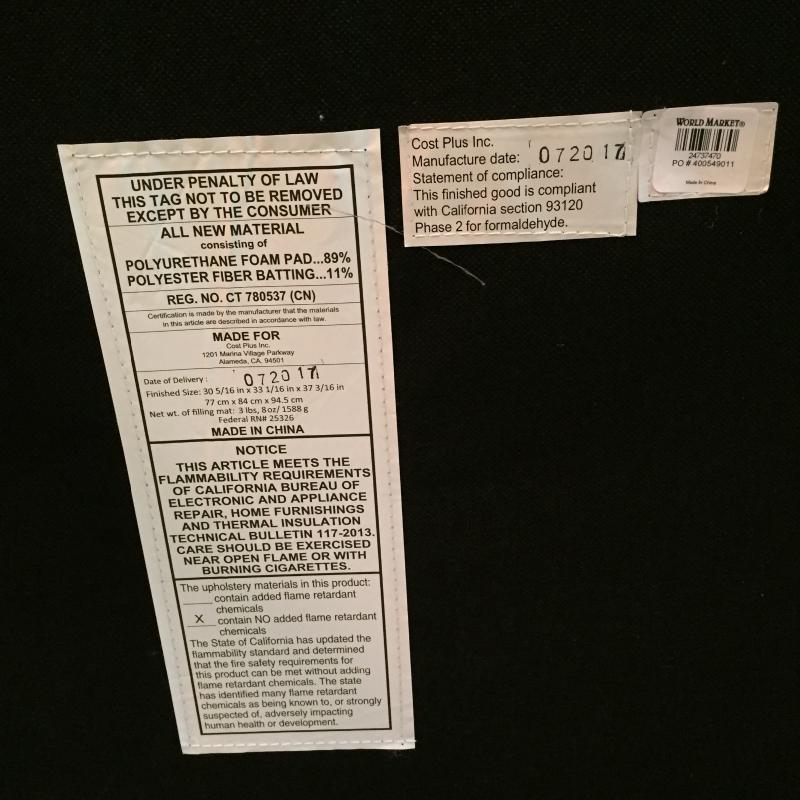 UNDER PENALTY OF LAW
THIS TAG NOT TO BE REMOVED
EXCEPT BY THE CONSUMER
ALL NEW MATERIAL
consisting of
POLYURETHANE FOAM PAD...89%
POLYESTER FIBER BATTING...11%
REG. NO. CT 780537 (CN)
Certification is made by the manufacturer that the materials
in this article are described in accordance with law.
MADE FOR
Cost Plus Inc.
1201 Marina Village Parkway
Alameda, CA. 94501
Date of Delivery : 072017
Finished Size: 30 5/16 in x 33 1/16 in x 37 3/16 in
77 cm x 84 cm x 94.5 cm
Net wt. of filling mat: 3 lbs, 8oz/ 1588 g
Federal RN# 25326
MADE IN CHINA
NOTICE
THIS ARTICLE MEETS THE
FLAMMABILITY REQUIREMENTS
OF CALIFORNIA BUREAU OF
ELECTRONIC AND APPLIANCE
REPAIR, HOME FURNISHINGS
AND THERMAL INSULATION
TECHNICAL BULLETIN 117-2013.
CARE SHOULD BE EXERCISED
NEAR OPEN FLAME OR WITH
BURNING CIGARETTES.
The upholstery materials in this product:
____ contain added flame retardant
chemicals
X contain NO added flame retardant
chemicals
The State of California has updated the
flammability standard and determined
that the fire safety requirements for
this product can be met without adding
flame retardant chemicals. The state
has identified many flame retardant
chemicals as being known to, or strongly
suspected of, adversely impacting
human health or development.
Cost Plus Inc.
Manufacture date: 072017
Statement of compliance:
This finished good is compliant
with California section 93120
Phase 2 for formaldehyde.
WORLD MARKET®
24737470
PO # 400549011
Made In China